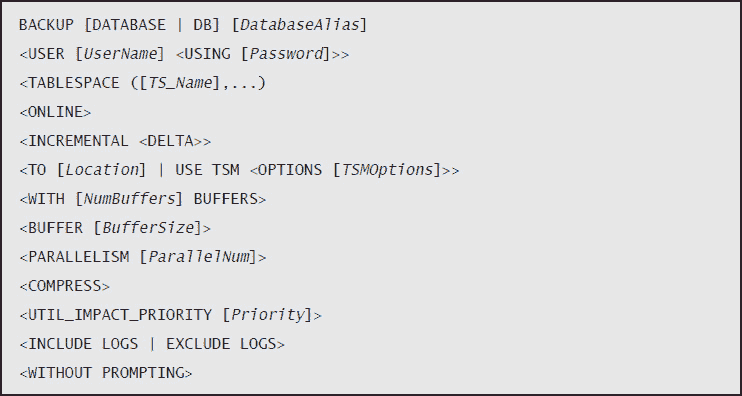 BACKUP [DATABASE | DB] [DatabaseAlias]
<USER [UserName] <USING [Password]>>
<TABLESPACE ([TS_Name],...)
<ONLINE>
<INCREMENTAL <DELTA>>
<TO [Location] | USE TSM <OPTIONS [TSMOptions]>>
<WITH [NumBuffers] BUFFERS>
<BUFFER [BufferSize]>
<PARALLELISM [ParallelNum]>
<COMPRESS>
<UTIL_IMPACT_PRIORITY [Priority]>
<INCLUDE LOGS | EXCLUDE LOGS>
<WITHOUT PROMPTING>